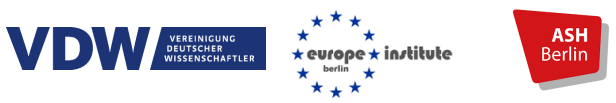 VDW
VEREINIGUNG
DEUTSCHER
WISSENSCHAFTLER
europe institute
berlin
ASH
Berlin